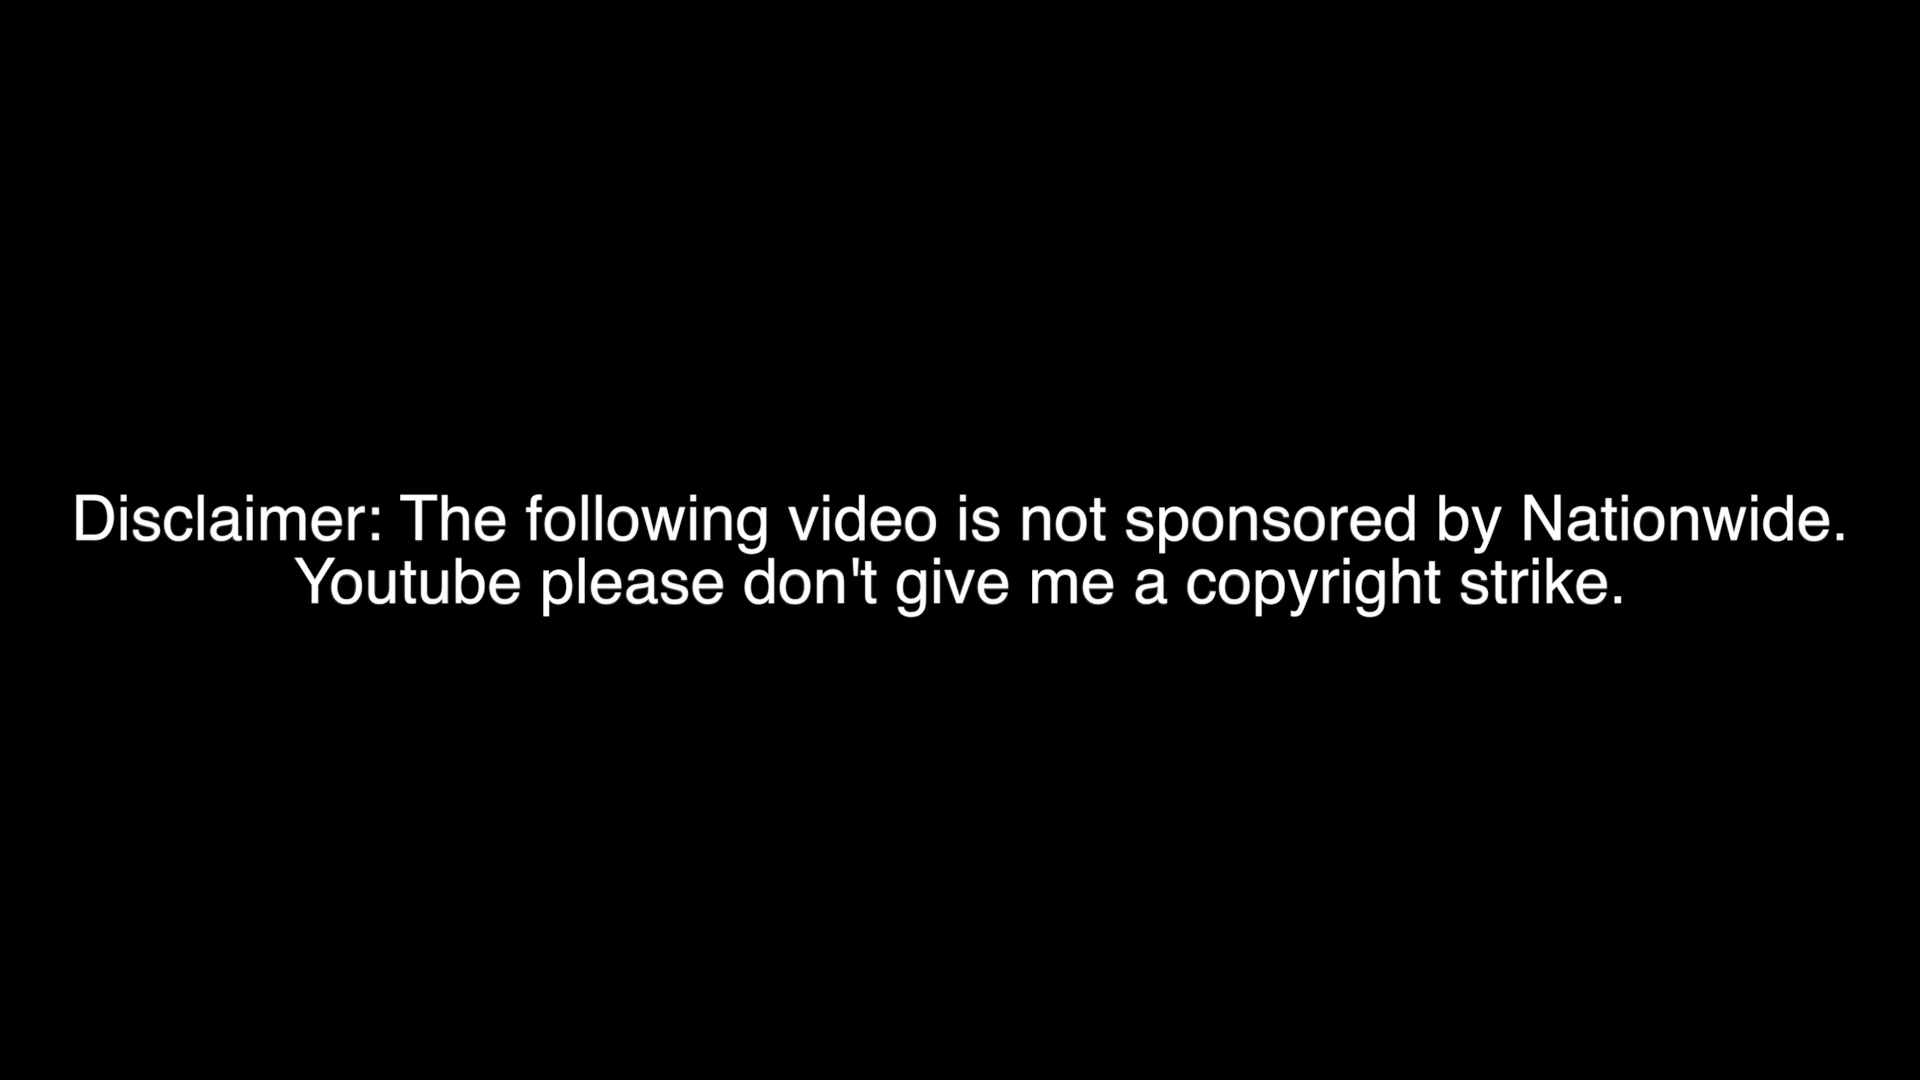 Disclaimer: The following video is not sponsored by Nationwide.
Youtube please don't give me a copyright strike.